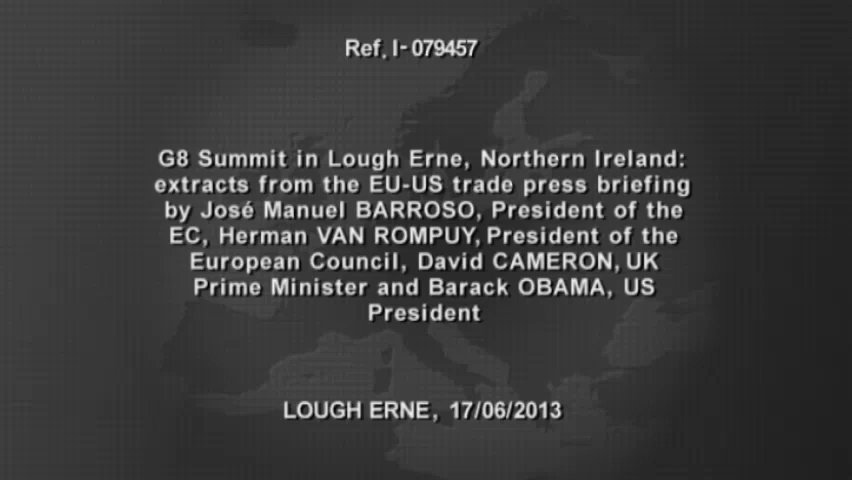 Ref. I-079457
G8 Summit in Lough Erne, Northern Ireland:
extracts from the EU-US trade press briefing
by José Manuel BARROSO, President of the
EC, Herman VAN ROMPUY, President of the
European Council, David CAMERON, UK
Prime Minister and Barack OBAMA, US
President
LOUGH ERNE, 17/06/2013